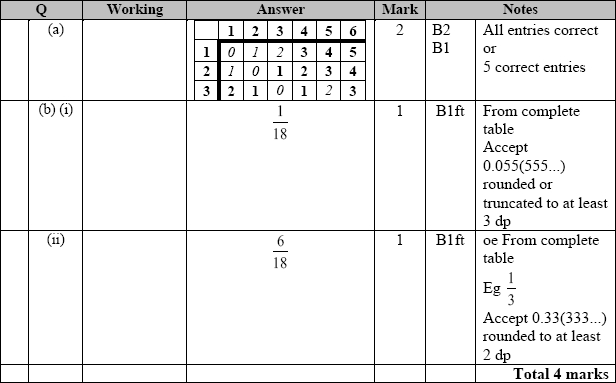 Q Working Answer Mark Notes
(a) 2 B2 All entries correct
B1 or
5 correct entries
1 2 3 4 5 6
1 0 1 2 3 4 5
2 1 0 1 2 3 4
3 2 1 0 1 2 3
(b) (i) 1/18 1 B1ft From complete
table
Accept
0.055(555...)
rounded or
truncated to at least
3 dp
(ii) 6/18 1 B1ft oe From complete
table
Eg 1/3
Accept 0.33(333...)
rounded to at least
2 dp
Total 4 marks